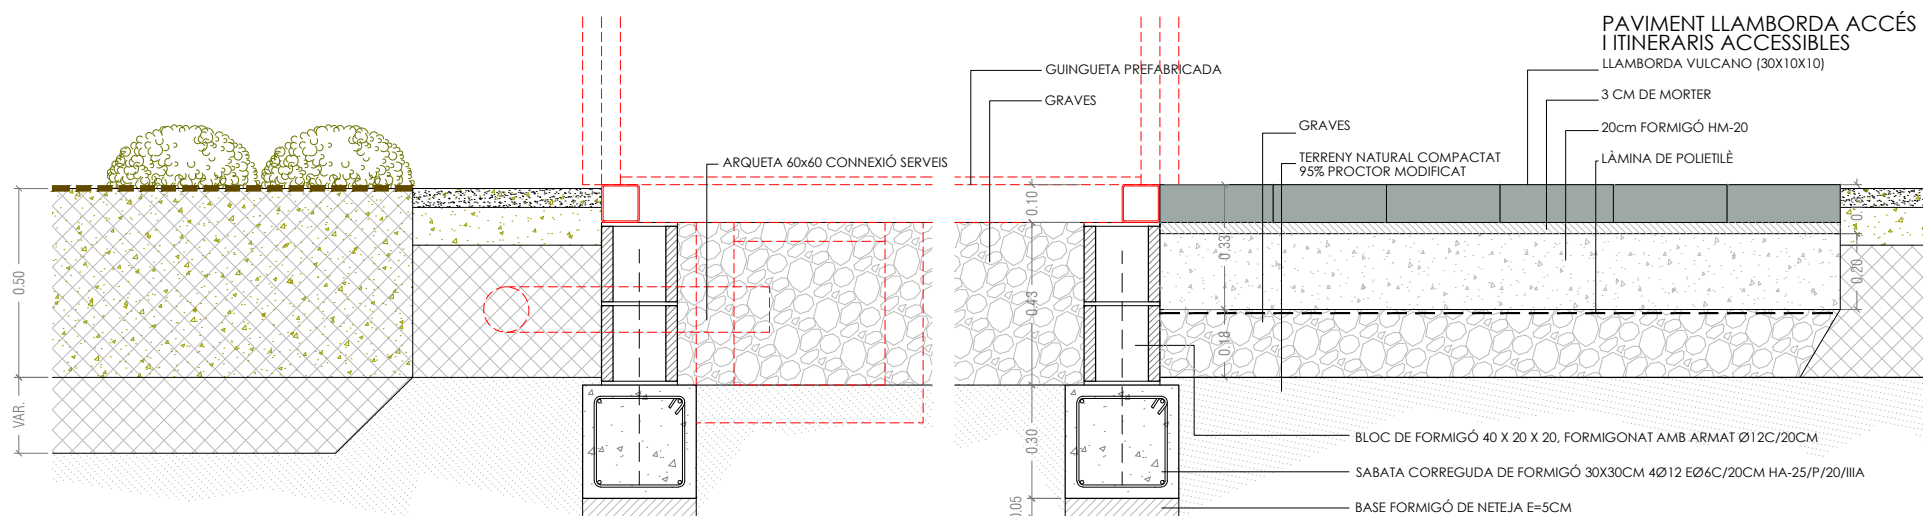 PAVIMENT LLAMBORDA ACCÉS
I ITINERARIS ACCESSIBLES
LLAMBORDA VULCANO (30X10X10)
3 CM DE MORTER
20cm FORMIGÓ HM-20
LÀMINA DE POLIETILÈ
GUINGUETA PREFABRICADA
GRAVES
GRAVES
TERRENY NATURAL COMPACTAT
95% PROCTOR MODIFICAT
ARQUETA 60x60 CONNEXIÓ SERVEIS
BLOC DE FORMIGÓ 40 X 20 X 20, FORMIGONAT AMB ARMAT Ø12C/20CM
SABATA CORREGUDA DE FORMIGÓ 30X30CM 4Ø12 EØ6C/20CM HA-25/P/20/IIIA
BASE FORMIGÓ DE NETEJA E=5CM
0.50
VAR.
0.10
0.43
0.30
0.05
0.33
0.18
0.20